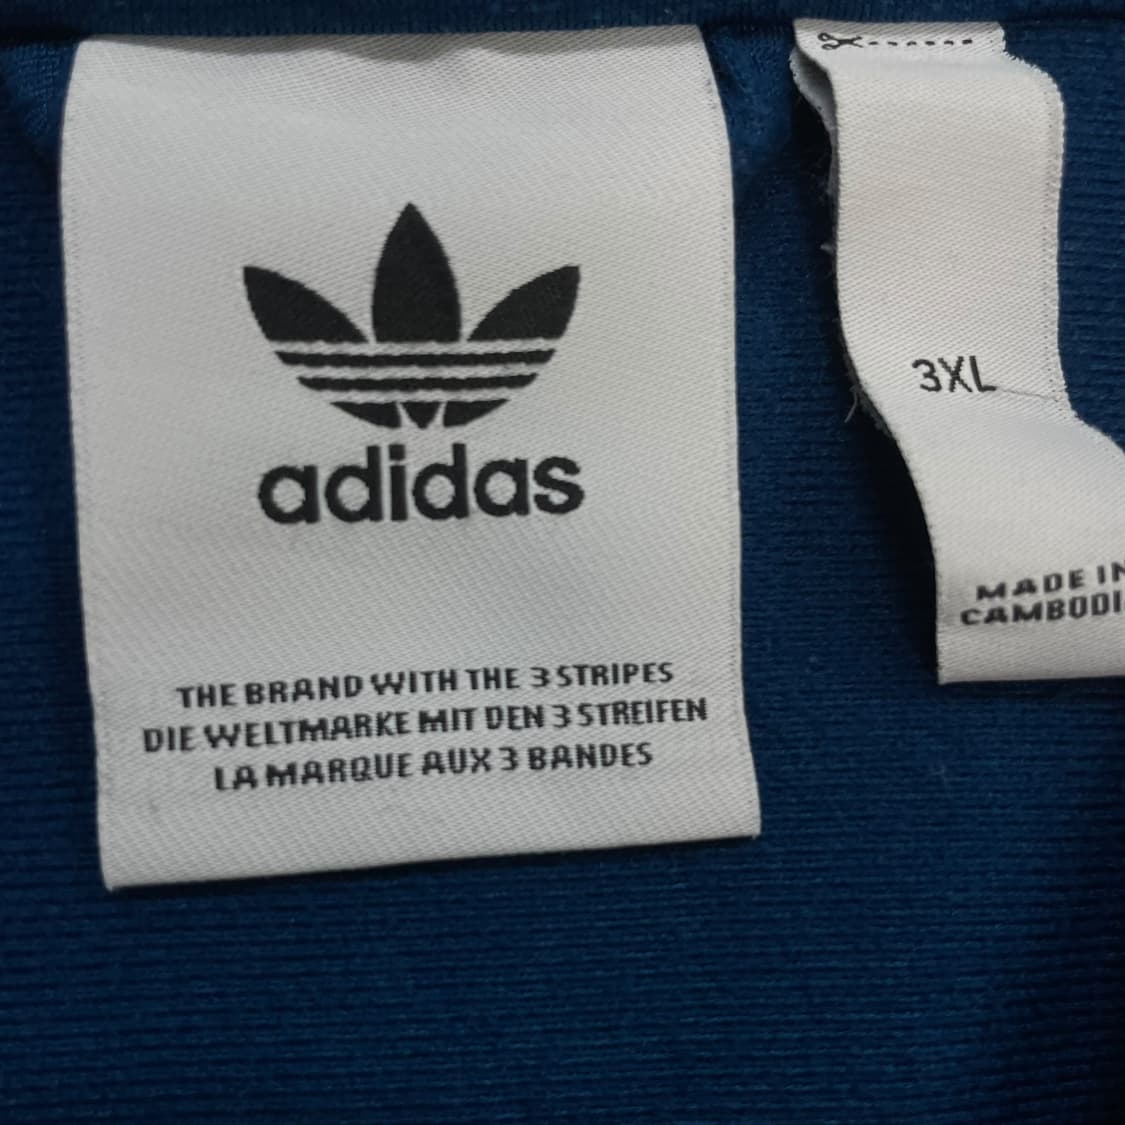 adidas
THE BRAND WITH THE 3 STRIPES
DIE WELTMARKE MIT DEN 3 STREIFEN
LA MARQUE AUX 3 BANDES
3XL
MADE IN
CAMBODI